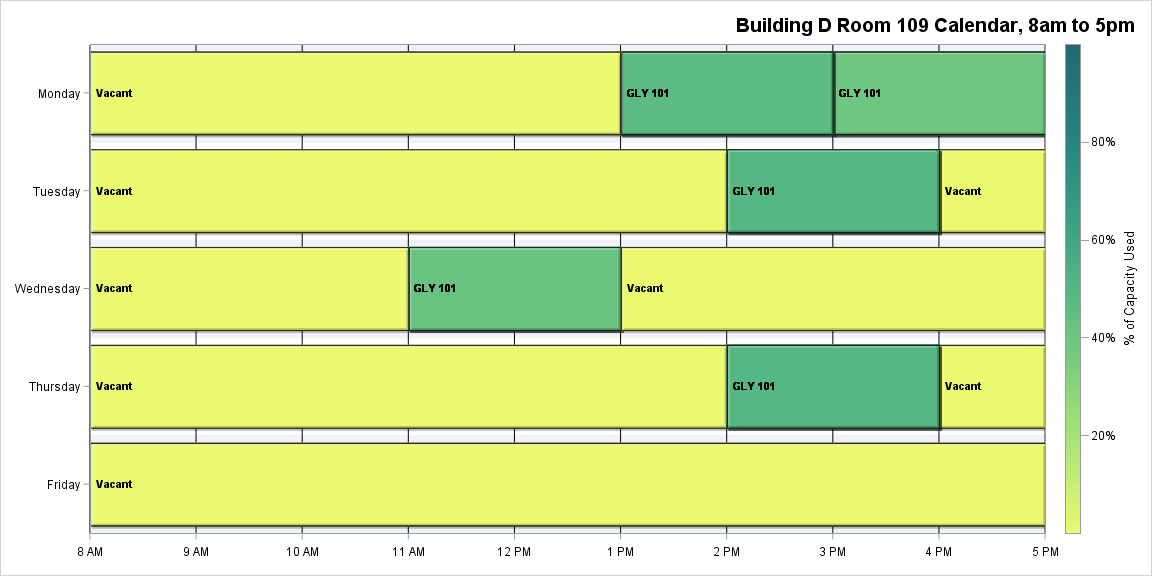 Building D Room 109 Calendar, 8am to 5pm
Monday Vacant GLY 101 GLY 101
Tuesday Vacant GLY 101 Vacant
Wednesday Vacant GLY 101 Vacant
Thursday Vacant GLY 101 Vacant
Friday Vacant
8 AM 9 AM 10 AM 11 AM 12 PM 1 PM 2 PM 3 PM 4 PM 5 PM
80%
60%
40%
20%
% of Capacity Used